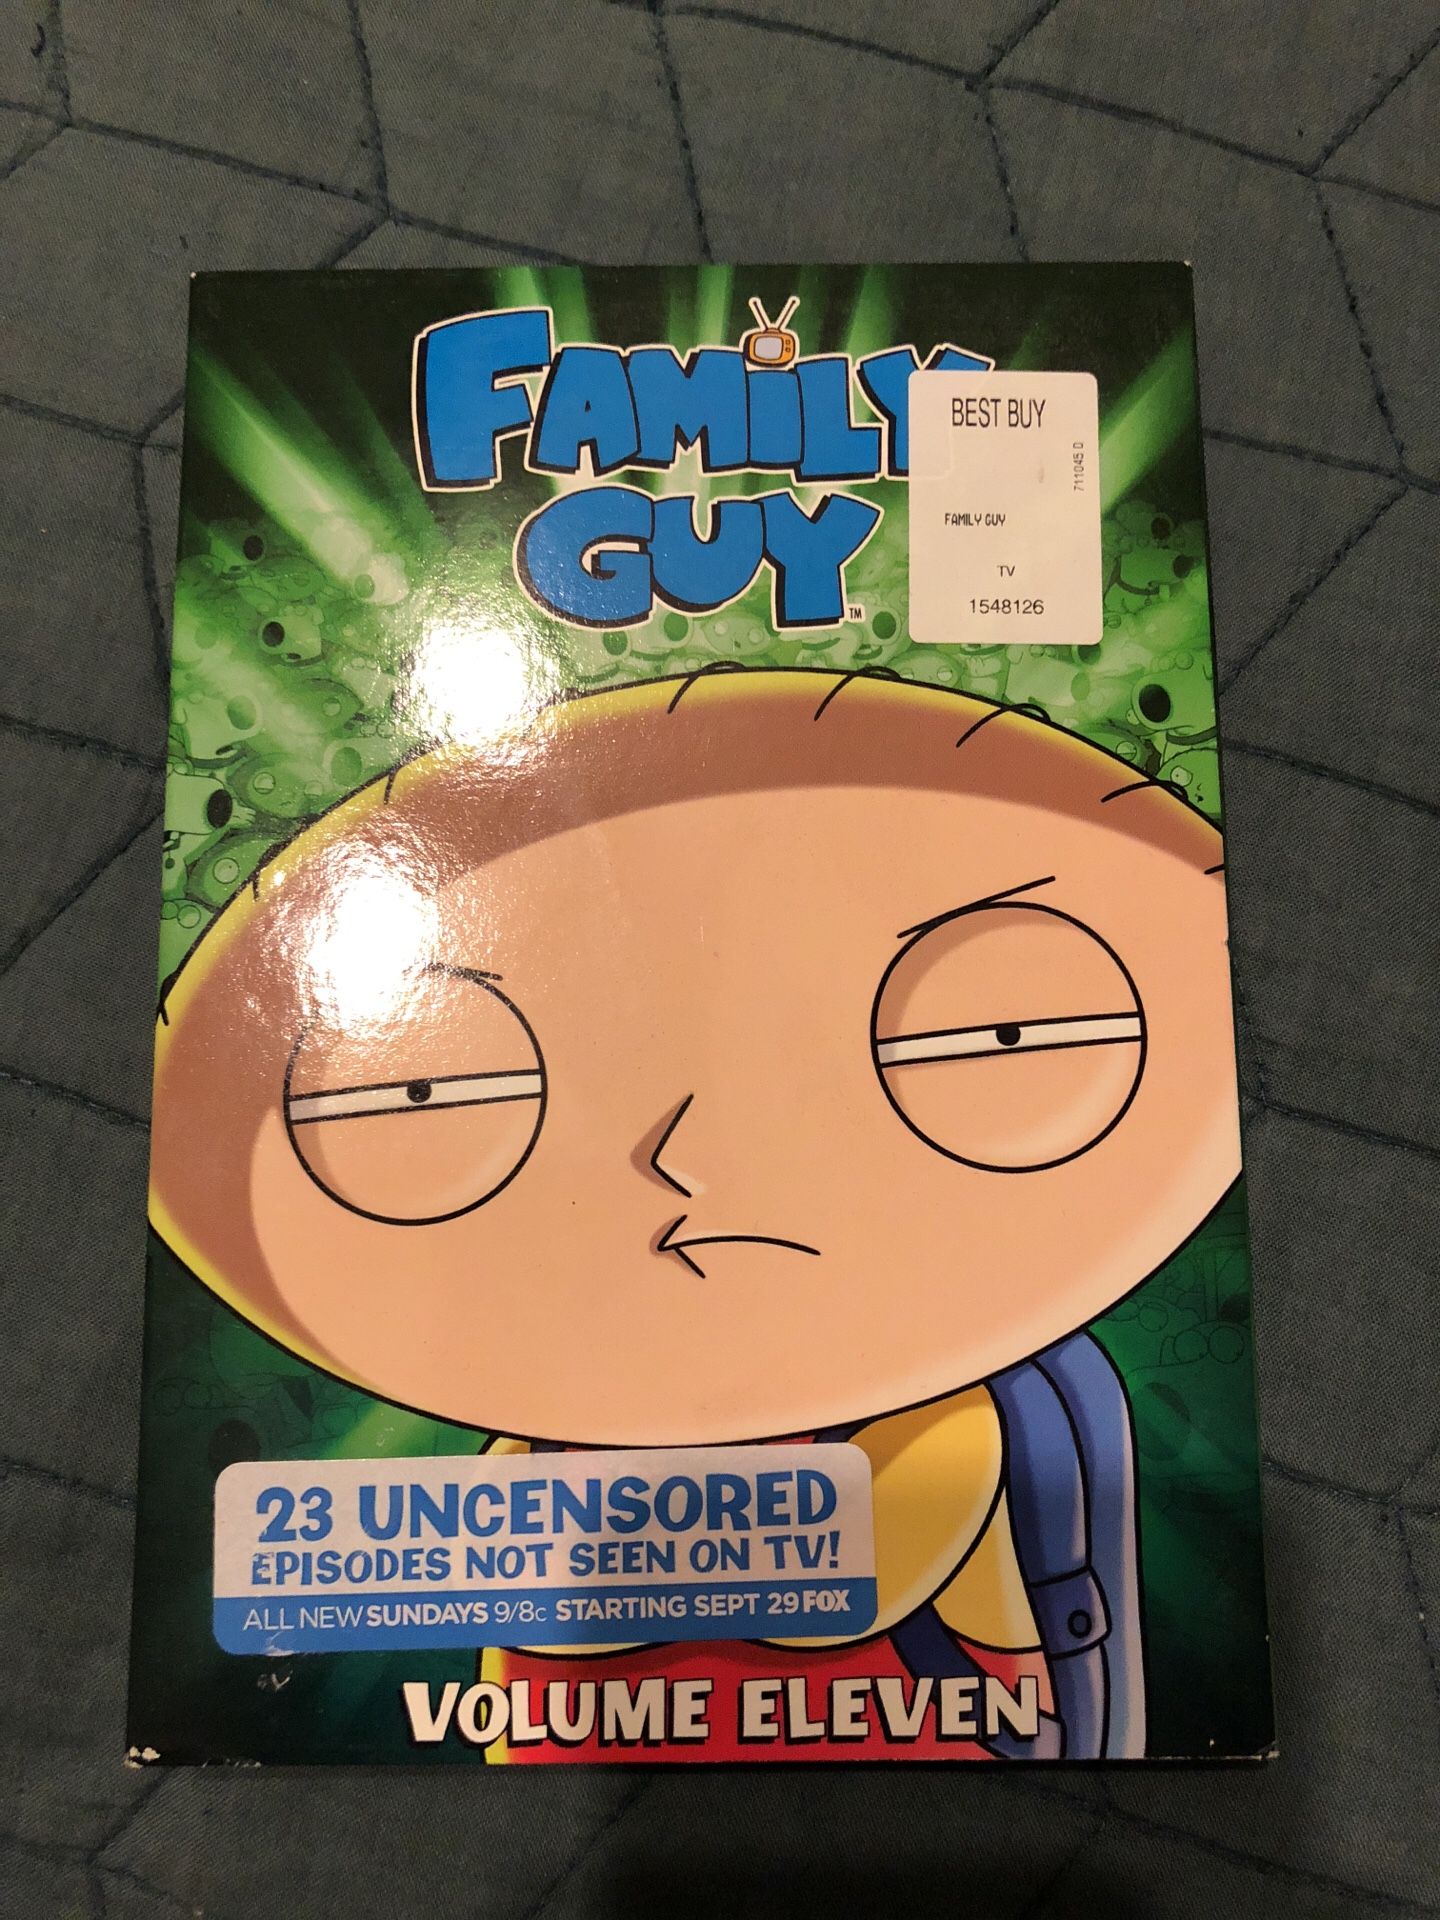 FAMILY
GUY
TM
BEST BUY
711045 D
FAMILY GUY
TV
1548126
23 UNCENSORED
EPISODES NOT SEEN ON TV!
ALL NEW SUNDAYS 9/8c STARTING SEPT 29 FOX
VOLUME ELEVEN